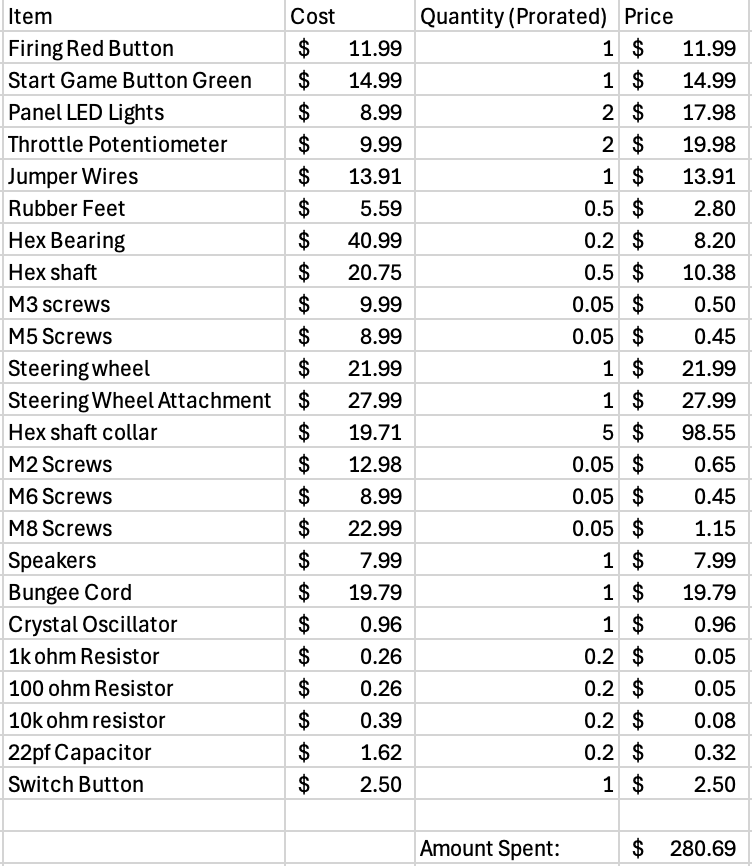 Item Cost Quantity (Prorated) Price
Firing Red Button $ 11.99 1 $ 11.99
Start Game Button Green $ 14.99 1 $ 14.99
Panel LED Lights $ 8.99 2 $ 17.98
Throttle Potentiometer $ 9.99 2 $ 19.98
Jumper Wires $ 13.91 1 $ 13.91
Rubber Feet $ 5.59 0.5 $ 2.80
Hex Bearing $ 40.99 0.2 $ 8.20
Hex shaft $ 20.75 0.5 $ 10.38
M3 screws $ 9.99 0.05 $ 0.50
M5 Screws $ 8.99 0.05 $ 0.45
Steering wheel $ 21.99 1 $ 21.99
Steering Wheel Attachment $ 27.99 1 $ 27.99
Hex shaft collar $ 19.71 5 $ 98.55
M2 Screws $ 12.98 0.05 $ 0.65
M6 Screws $ 8.99 0.05 $ 0.45
M8 Screws $ 22.99 0.05 $ 1.15
Speakers $ 7.99 1 $ 7.99
Bungee Cord $ 19.79 1 $ 19.79
Crystal Oscillator $ 0.96 1 $ 0.96
1k ohm Resistor $ 0.26 0.2 $ 0.05
100 ohm Resistor $ 0.26 0.2 $ 0.05
10k ohm resistor $ 0.39 0.2 $ 0.08
22pf Capacitor $ 1.62 0.2 $ 0.32
Switch Button $ 2.50 1 $ 2.50
Amount Spent: $ 280.69